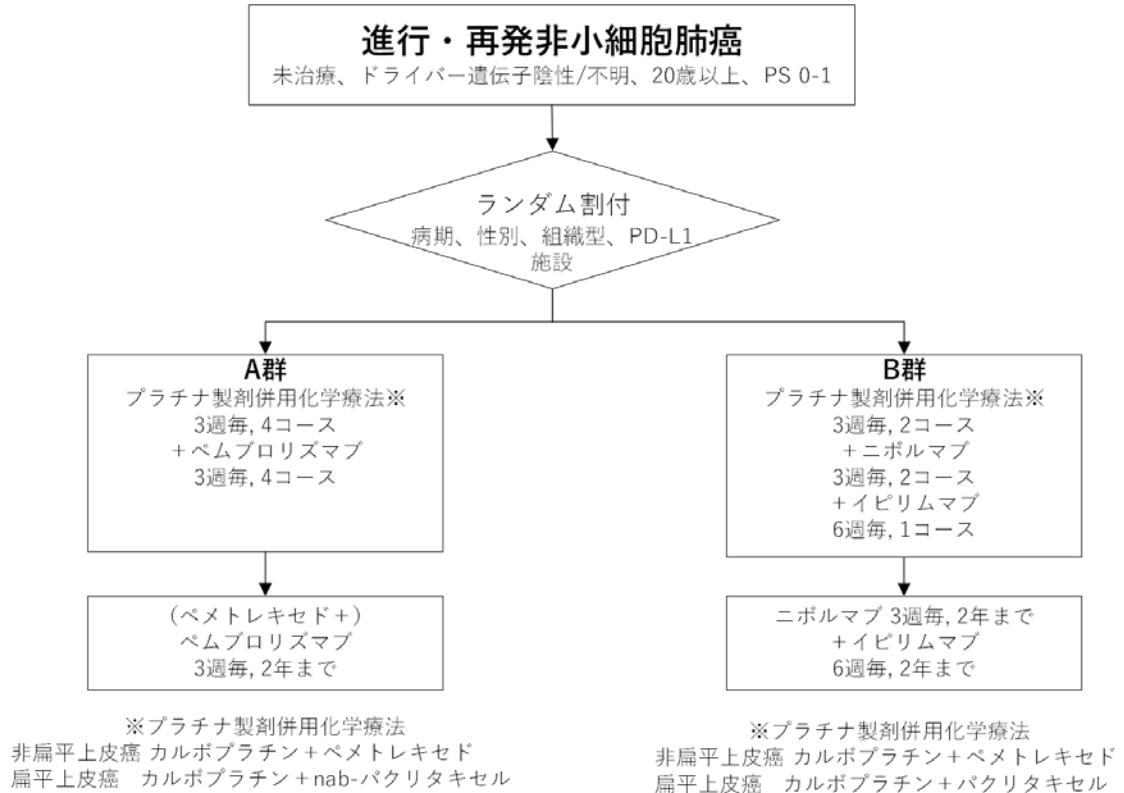 進行・再発非小細胞肺癌
未治療、ドライバー遺伝子陰性/不明、20歳以上、PS 0-1
ランダム割付
病期、性別、組織型、PD-L1
施設
A群
プラチナ製剤併用化学療法※
3週毎, 4コース
＋ペムブロリズマブ
3週毎, 4コース
B群
プラチナ製剤併用化学療法※
3週毎, 2コース
＋ニボルマブ
3週毎, 2コース
＋イピリムマブ
6週毎, 1コース
（ペメトレキセド＋）
ペムブロリズマブ
3週毎, 2年まで
ニボルマブ 3週毎, 2年まで
＋イピリムマブ
6週毎, 2年まで
※プラチナ製剤併用化学療法
非扁平上皮癌 カルボプラチン＋ペメトレキセド
扁平上皮癌　カルボプラチン＋nab-パクリタキセル
※プラチナ製剤併用化学療法
非扁平上皮癌 カルボプラチン＋ペメトレキセド
扁平上皮癌　カルボプラチン＋パクリタキセル